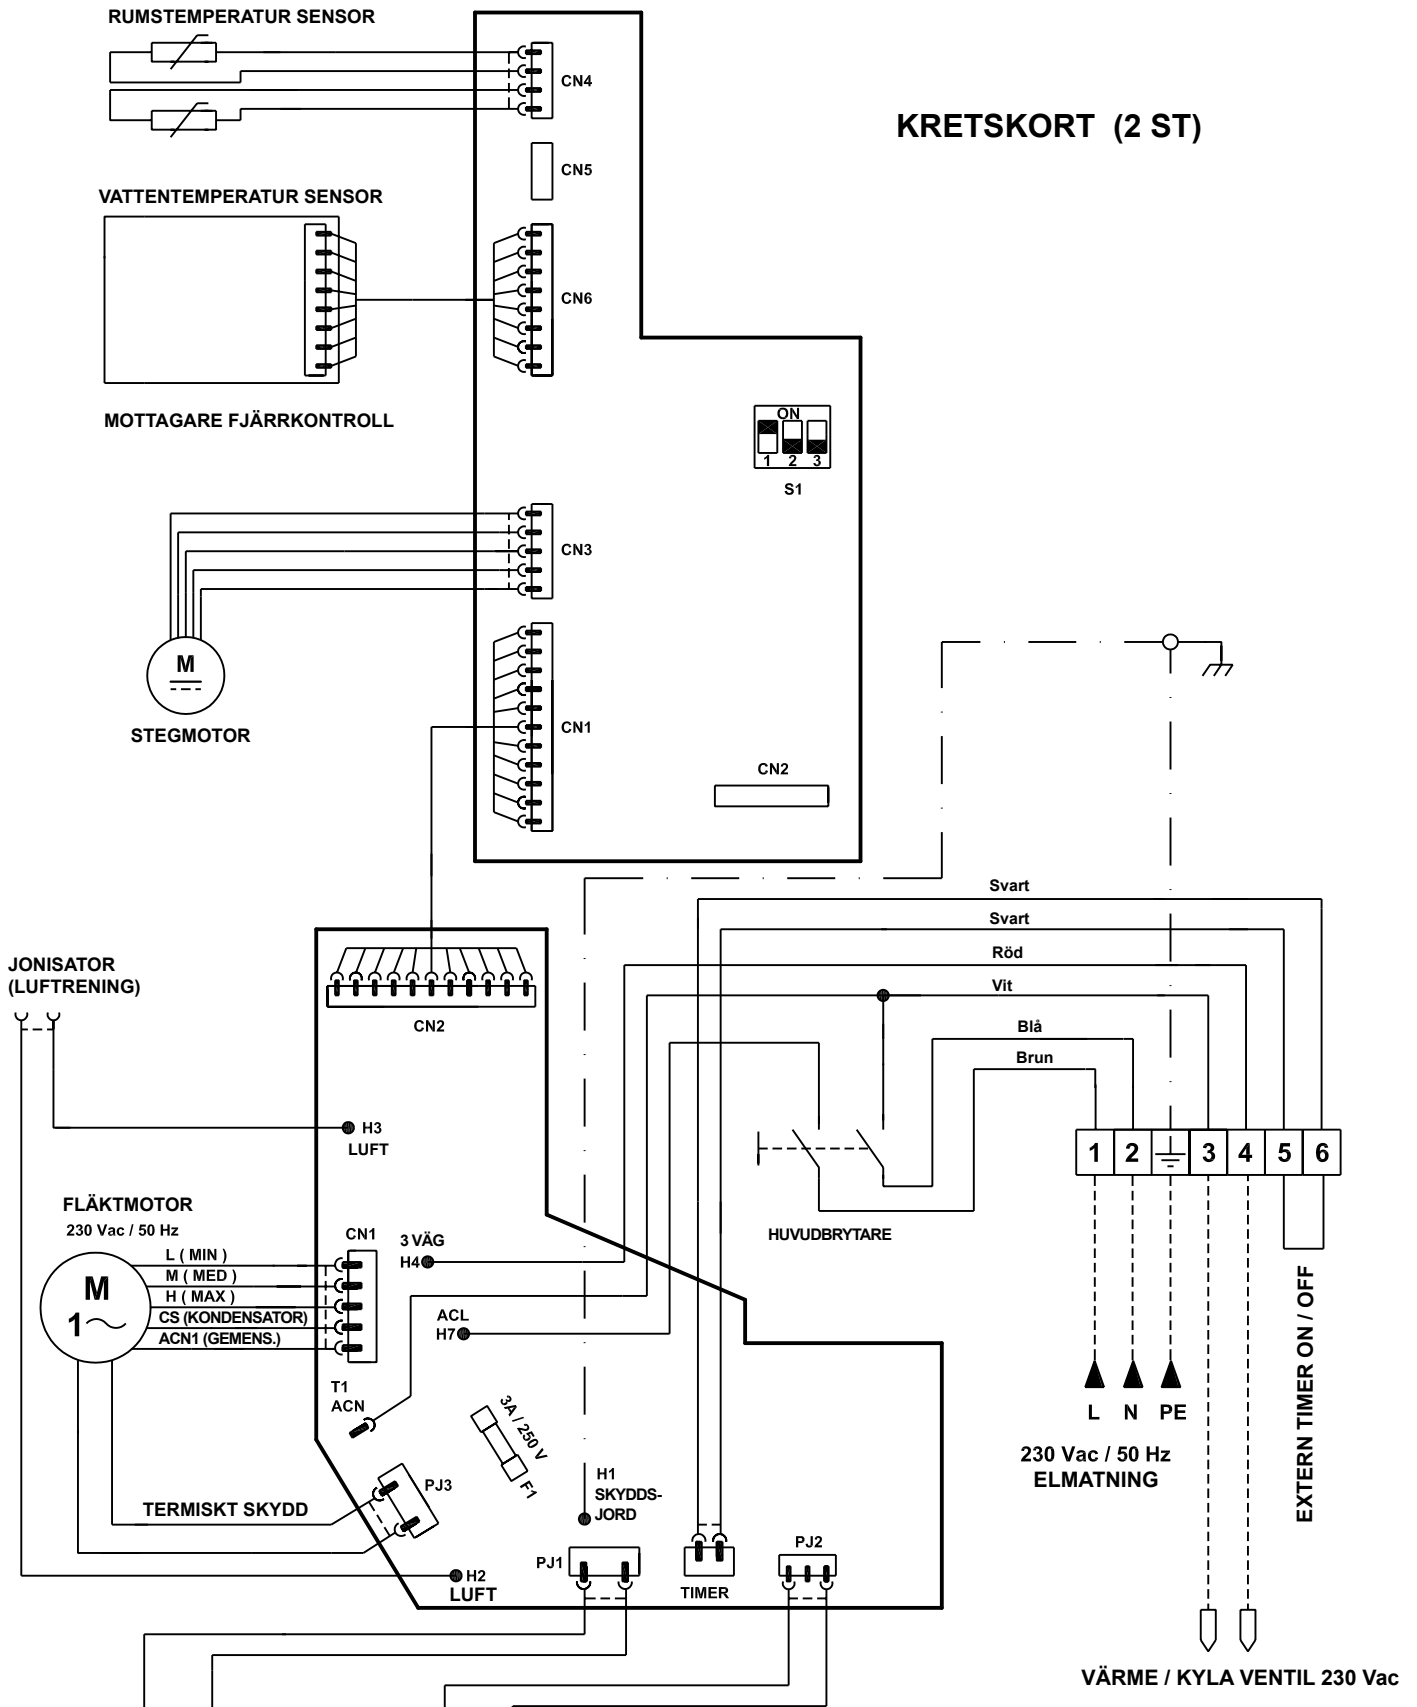 RUMSTEMPERATUR SENSOR
CN4
KRETSKORT (2 ST)
CN5
VATTENTEMPERATUR SENSOR
CN6
MOTTAGARE FJÄRRKONTROLL
ON
1 2 3
S1
CN3
M
STEGMOTOR
CN1
CN2
Svart
Svart
Röd
Vit
Blå
Brun
JONISATOR
(LUFTRENING)
CN2
H3
LUFT
1 2 3 4 5 6
HUVUDBRYTARE
FLÄKTMOTOR
230 Vac / 50 Hz
M
1
L ( MIN )
M ( MED )
H ( MAX )
CS (KONDENSATOR)
ACN1 (GEMENS.)
CN1
3 VÄG
H4
ACL
H7
T1
ACN
3A / 250 V
F1
PJ3
TERMISKT SKYDD
H1
SKYDDS-
JORD
H2
LUFT
PJ1
TIMER
PJ2
L N PE
230 Vac / 50 Hz
ELMATNING
EXTERN TIMER ON / OFF
VÄRME / KYLA VENTIL 230 Vac